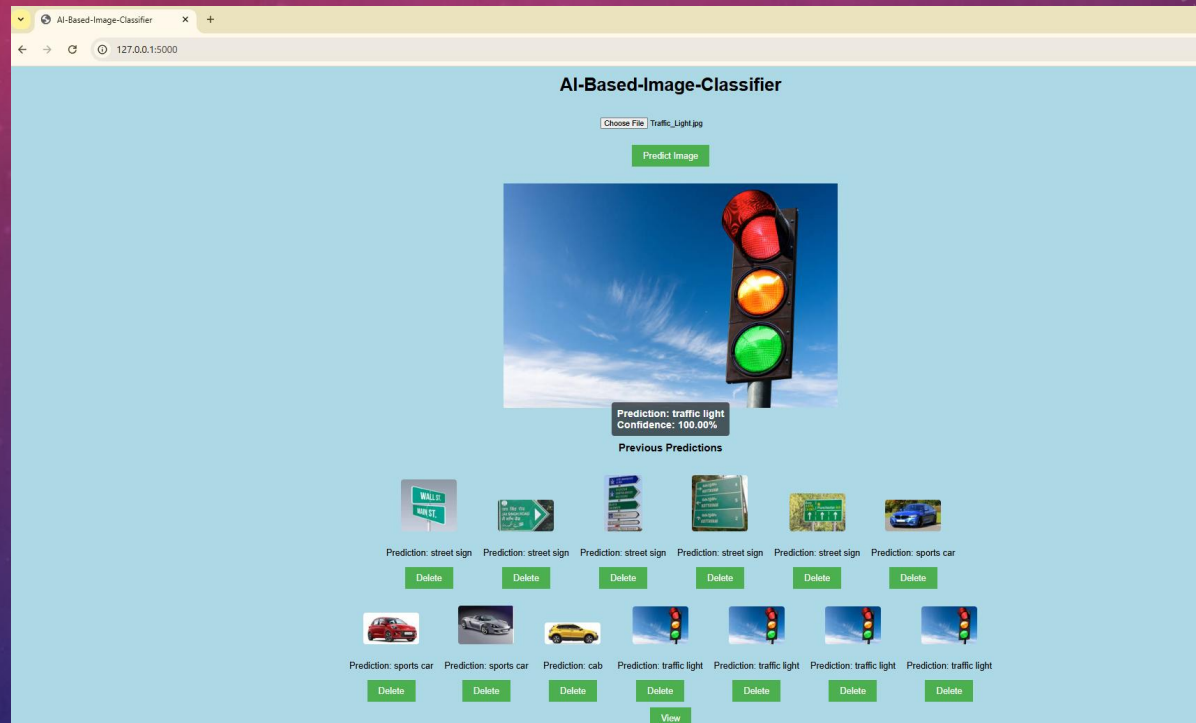 AI-Based-Image-Classifier
127.0.0.1:5000
AI-Based-Image-Classifier
Choose File Traffic_Light.jpg
Predict Image
Prediction: traffic light
Confidence: 100.00%
Previous Predictions
WALL ST.
MAIN ST.
Prediction: street sign Prediction: street sign Prediction: street sign Prediction: street sign Prediction: street sign Prediction: sports car
Delete Delete Delete Delete Delete Delete
Prediction: sports car Prediction: sports car Prediction: cab Prediction: traffic light Prediction: traffic light Prediction: traffic light Prediction: traffic light
Delete Delete Delete Delete Delete Delete Delete
View